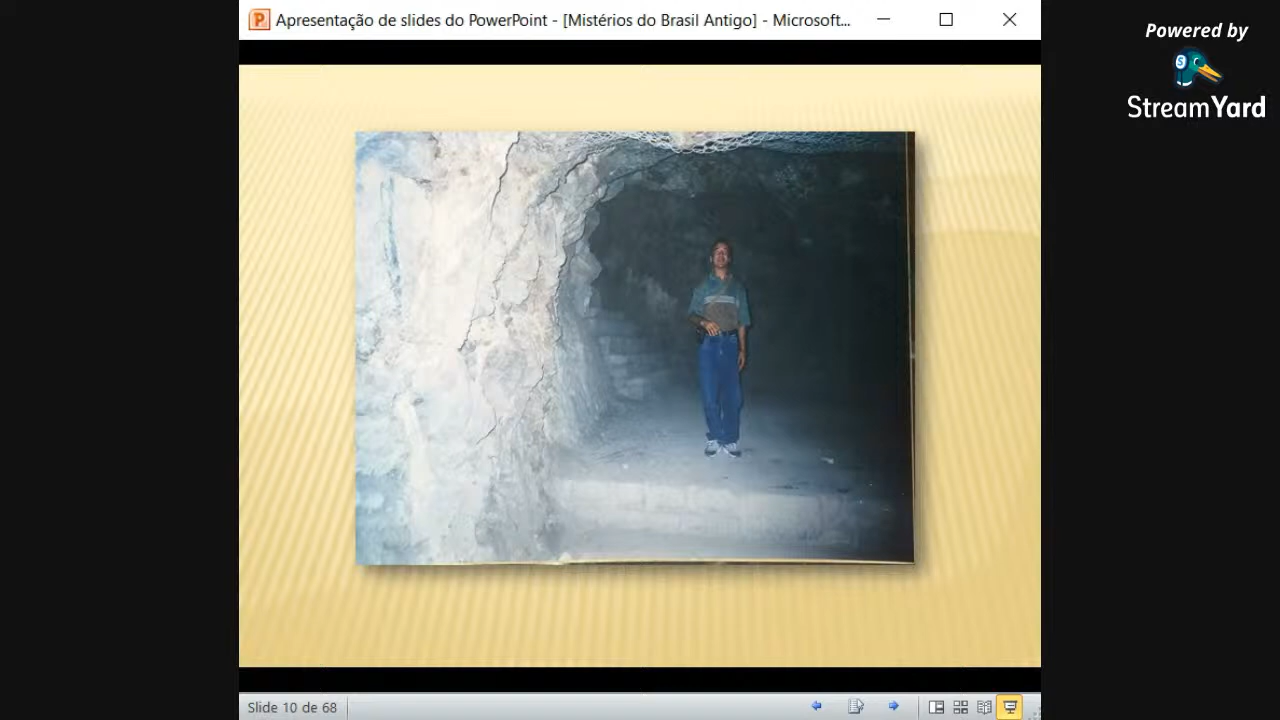 Apresentação de slides do PowerPoint - [Mistérios do Brasil Antigo] - Microsoft...
Powered by
StreamYard
Slide 10 de 68